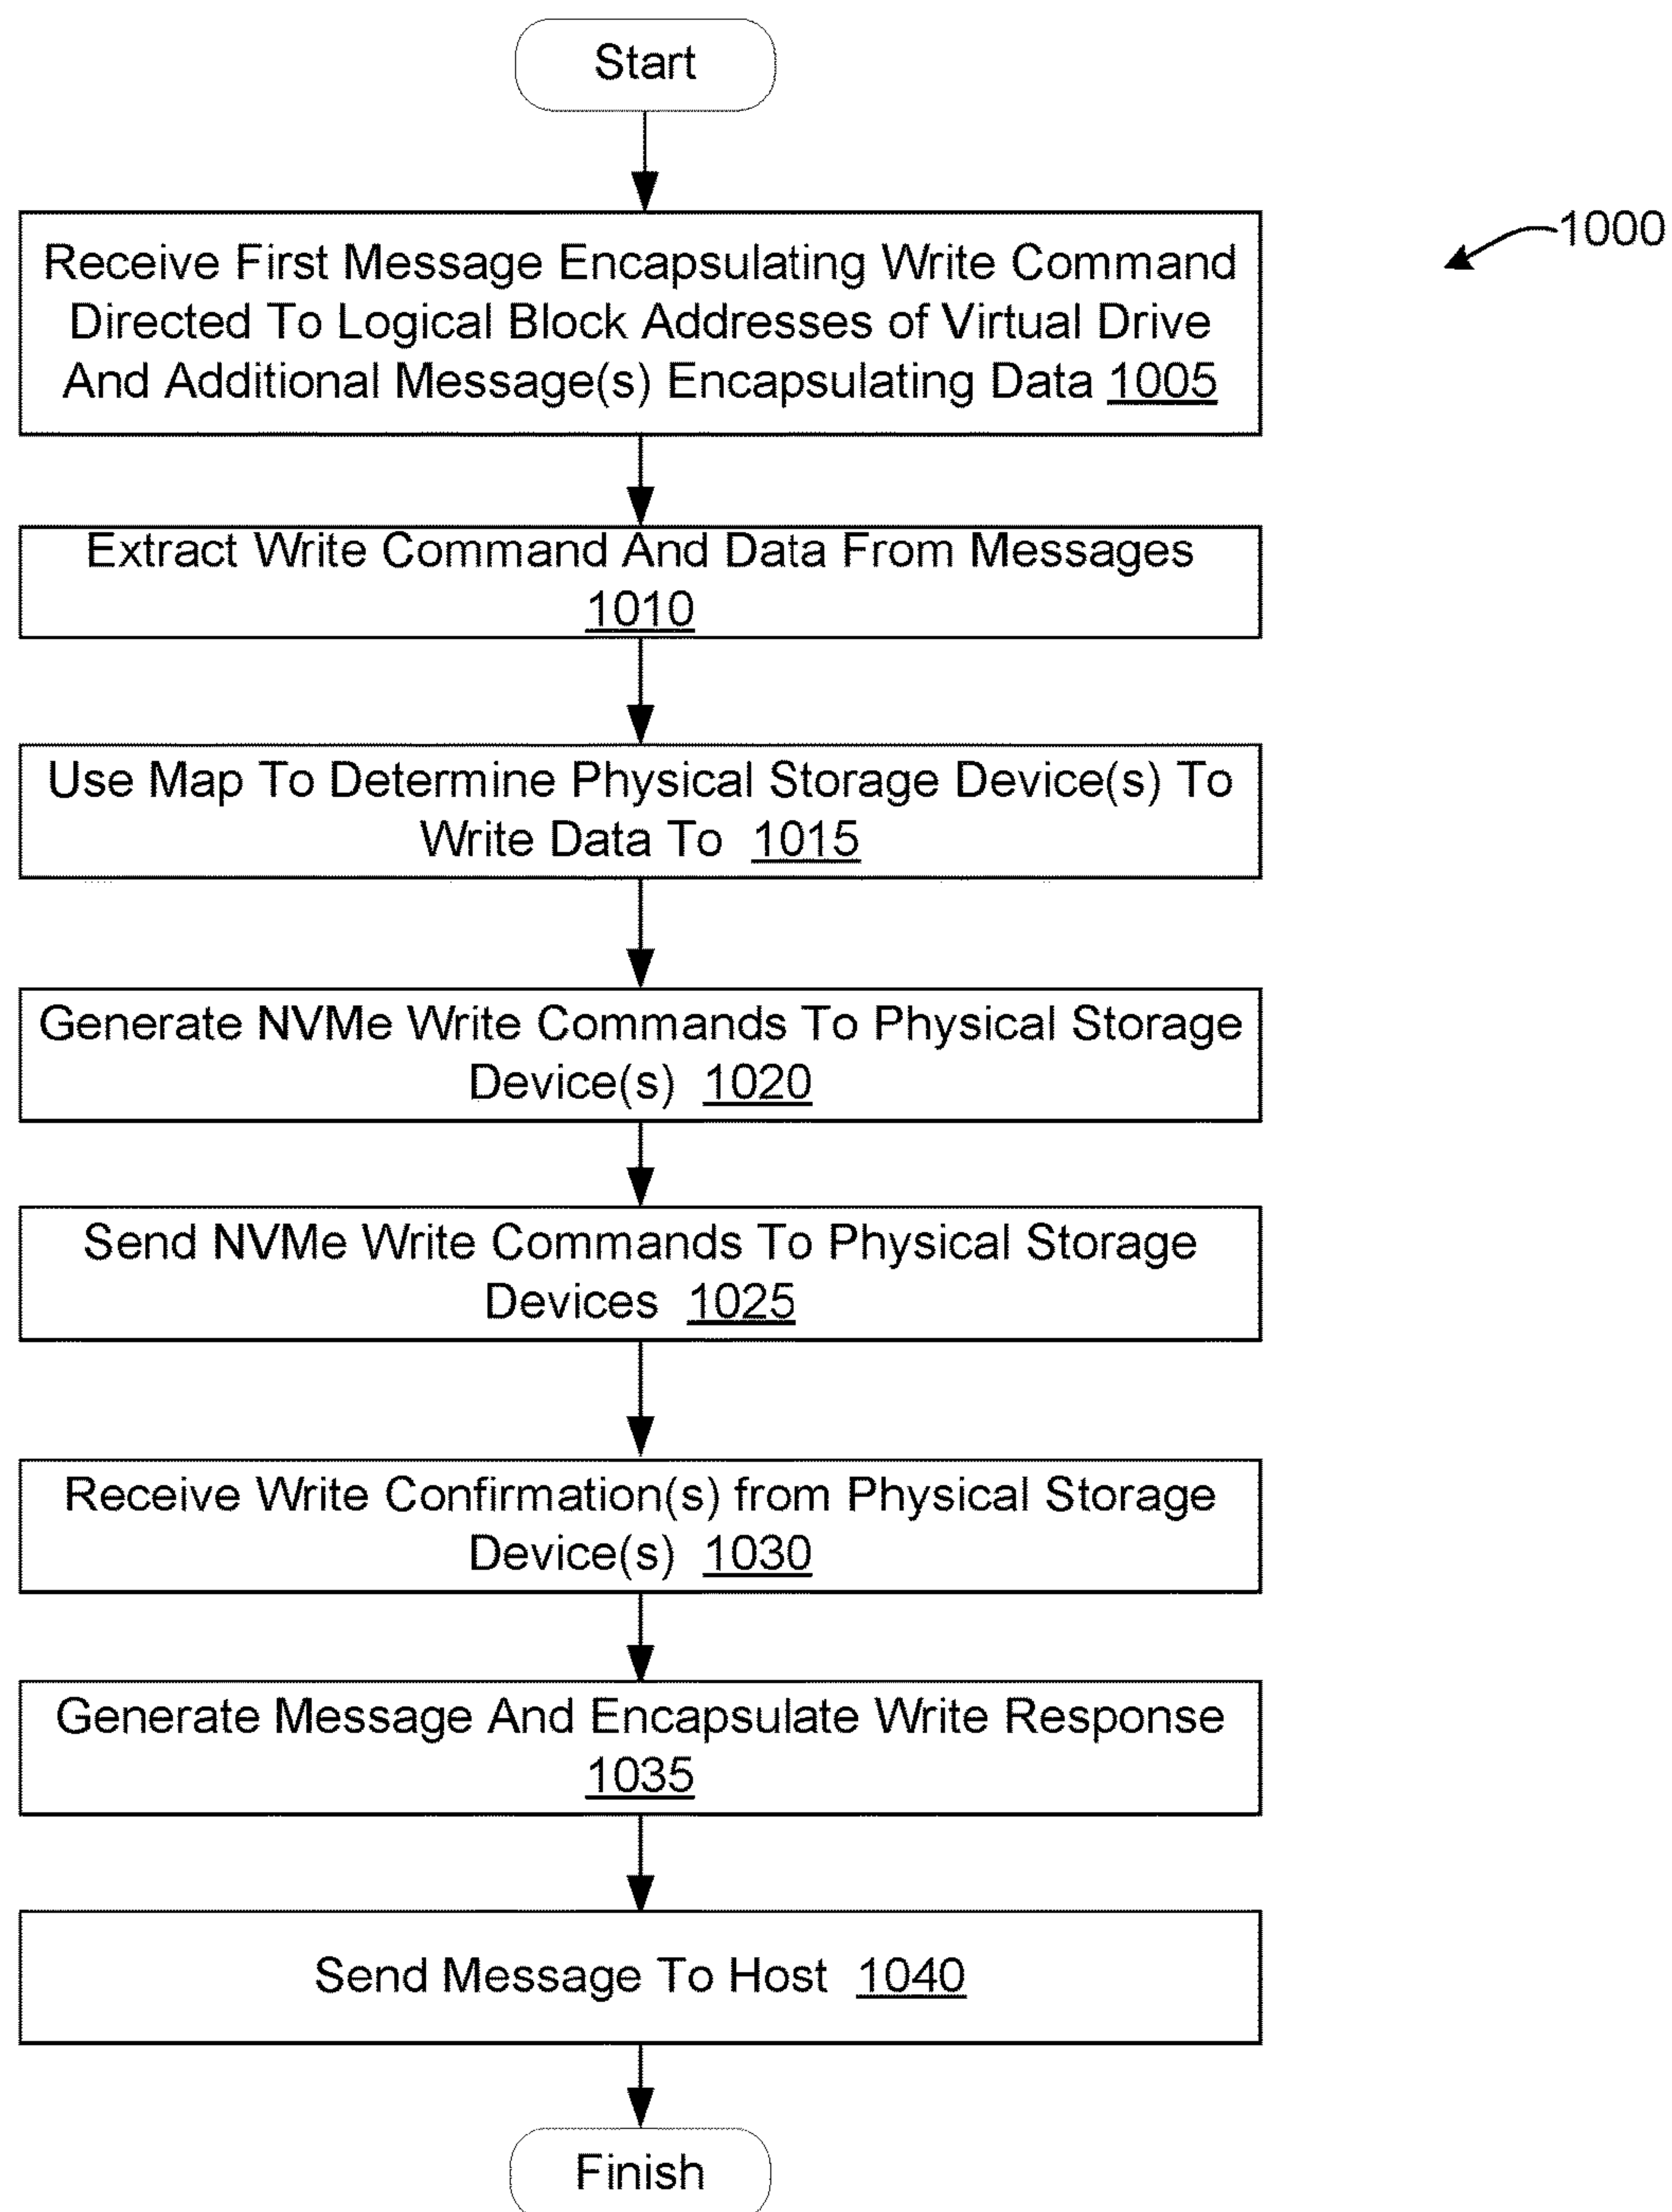 Start
1000
Receive First Message Encapsulating Write Command
Directed To Logical Block Addresses of Virtual Drive
And Additional Message(s) Encapsulating Data 1005
Extract Write Command And Data From Messages
1010
Use Map To Determine Physical Storage Device(s) To
Write Data To 1015
Generate NVMe Write Commands To Physical Storage
Device(s) 1020
Send NVMe Write Commands To Physical Storage
Devices 1025
Receive Write Confirmation(s) from Physical Storage
Device(s) 1030
Generate Message And Encapsulate Write Response
1035
Send Message To Host 1040
Finish